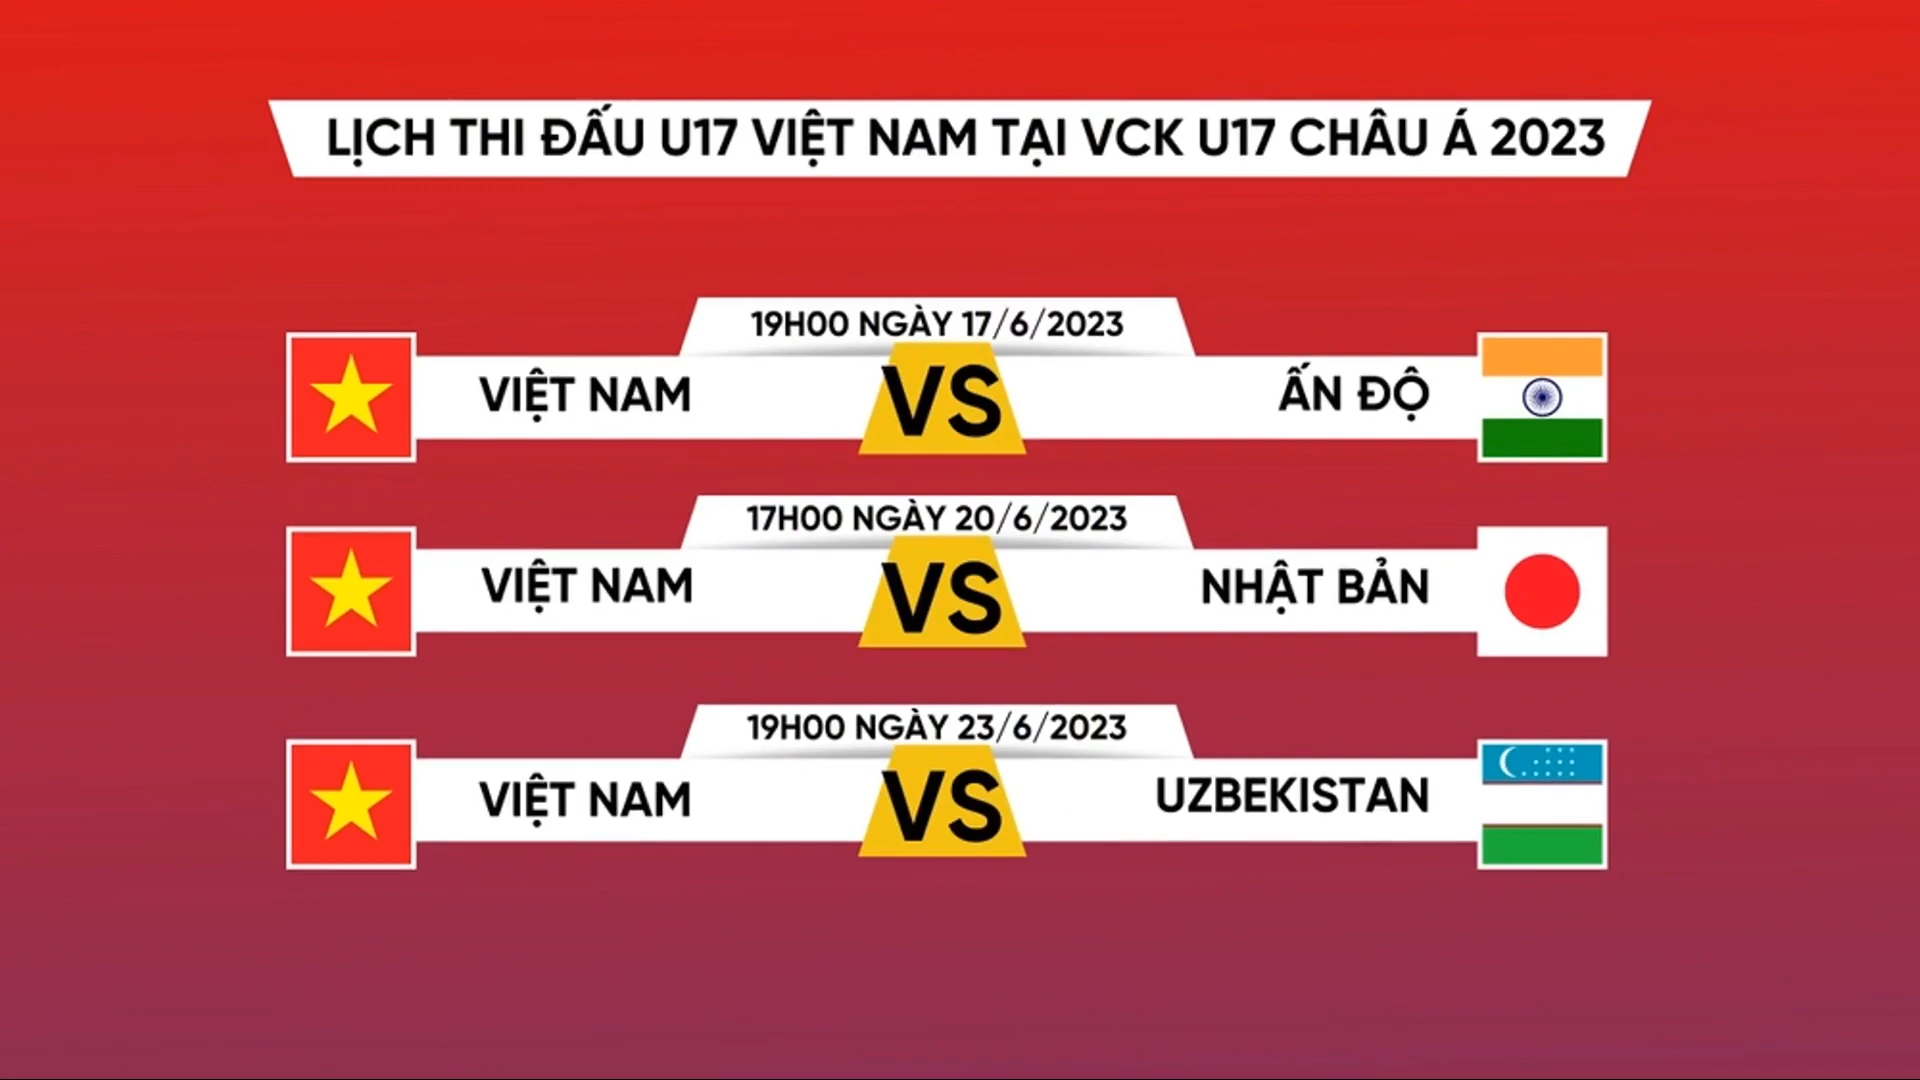 LỊCH THI ĐẤU U17 VIỆT NAM TẠI VCK U17 CHÂU Á 2023
19H00 NGÀY 17/6/2023
VIỆT NAM VS ẤN ĐỘ
17H00 NGÀY 20/6/2023
VIỆT NAM VS NHẬT BẢN
19H00 NGÀY 23/6/2023
VIỆT NAM VS UZBEKISTAN